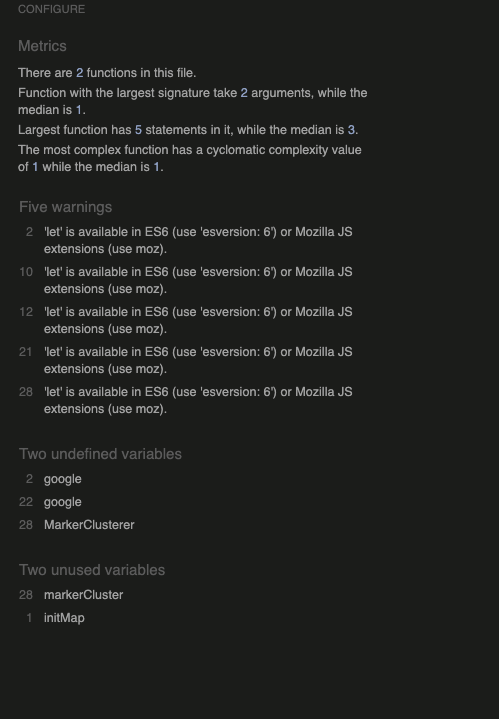 CONFIGURE
Metrics
There are 2 functions in this file.
Function with the largest signature take 2 arguments, while the
median is 1.
Largest function has 5 statements in it, while the median is 3.
The most complex function has a cyclomatic complexity value
of 1 while the median is 1.
Five warnings
2 'let' is available in ES6 (use 'esversion: 6') or Mozilla JS
extensions (use moz).
10 'let' is available in ES6 (use 'esversion: 6') or Mozilla JS
extensions (use moz).
12 'let' is available in ES6 (use 'esversion: 6') or Mozilla JS
extensions (use moz).
21 'let' is available in ES6 (use 'esversion: 6') or Mozilla JS
extensions (use moz).
28 'let' is available in ES6 (use 'esversion: 6') or Mozilla JS
extensions (use moz).
Two undefined variables
2 google
22 google
28 MarkerClusterer
Two unused variables
28 markerCluster
1 initMap